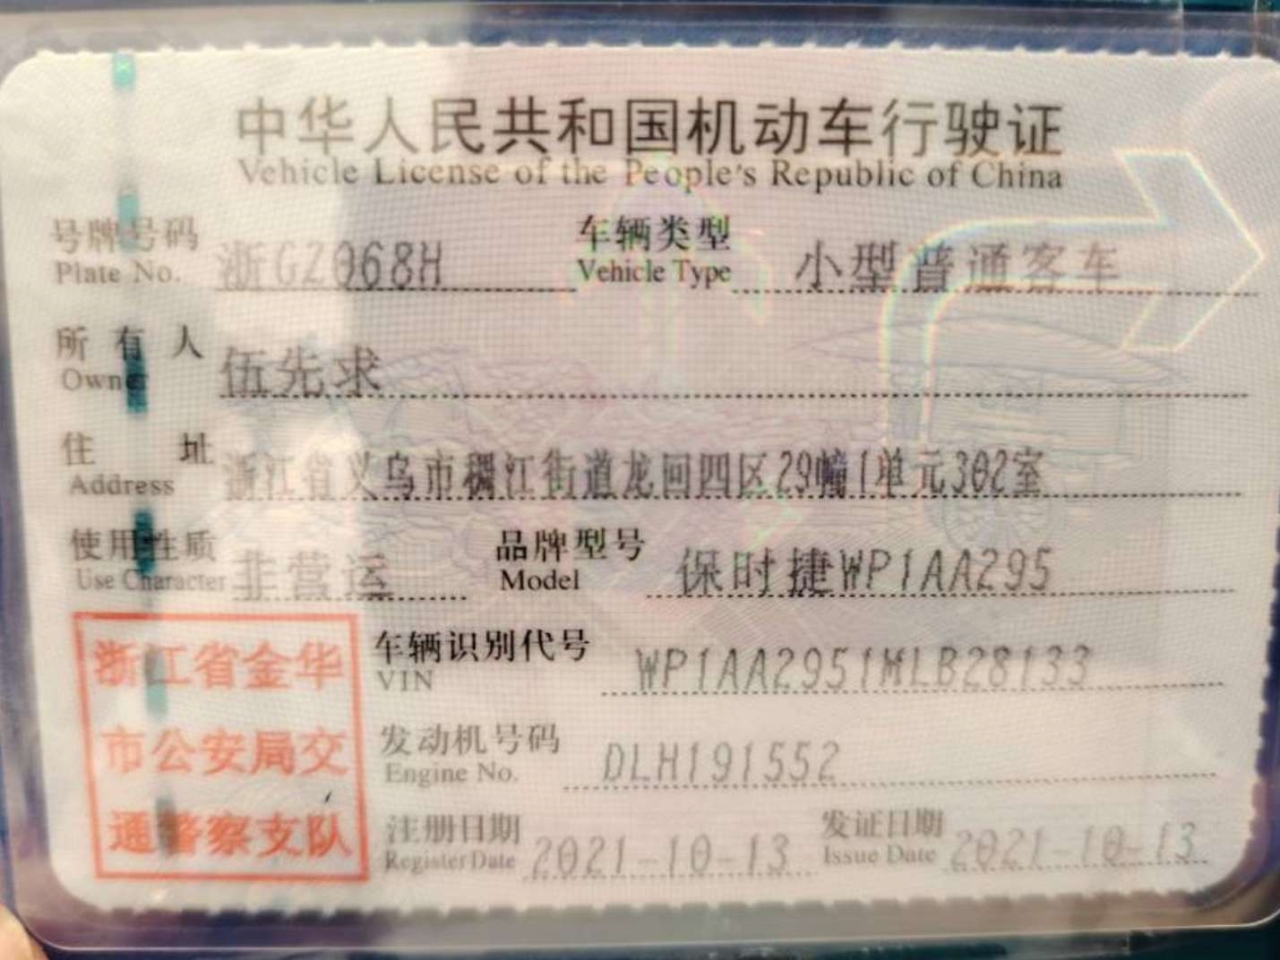 中华人民共和国机动车行驶证
Vehicle License of the People's Republic of China
号牌号码 浙GZ068H 车辆类型 小型普通客车
Plate No. Vehicle Type
所有人 伍先求
Owner
住址 浙江省义乌市稠江街道龙回四区29幢1单元302室
Address
使用性质 非营运 品牌型号 保时捷WP1AA295
Use Character Model
浙江省金华
市公安局交
通警察支队
车辆识别代号 WP1AA2951MLB28133
VIN
发动机号码 DLH191552
Engine No.
注册日期 2021-10-13 发证日期 2021-10-13
Register Date Issue Date